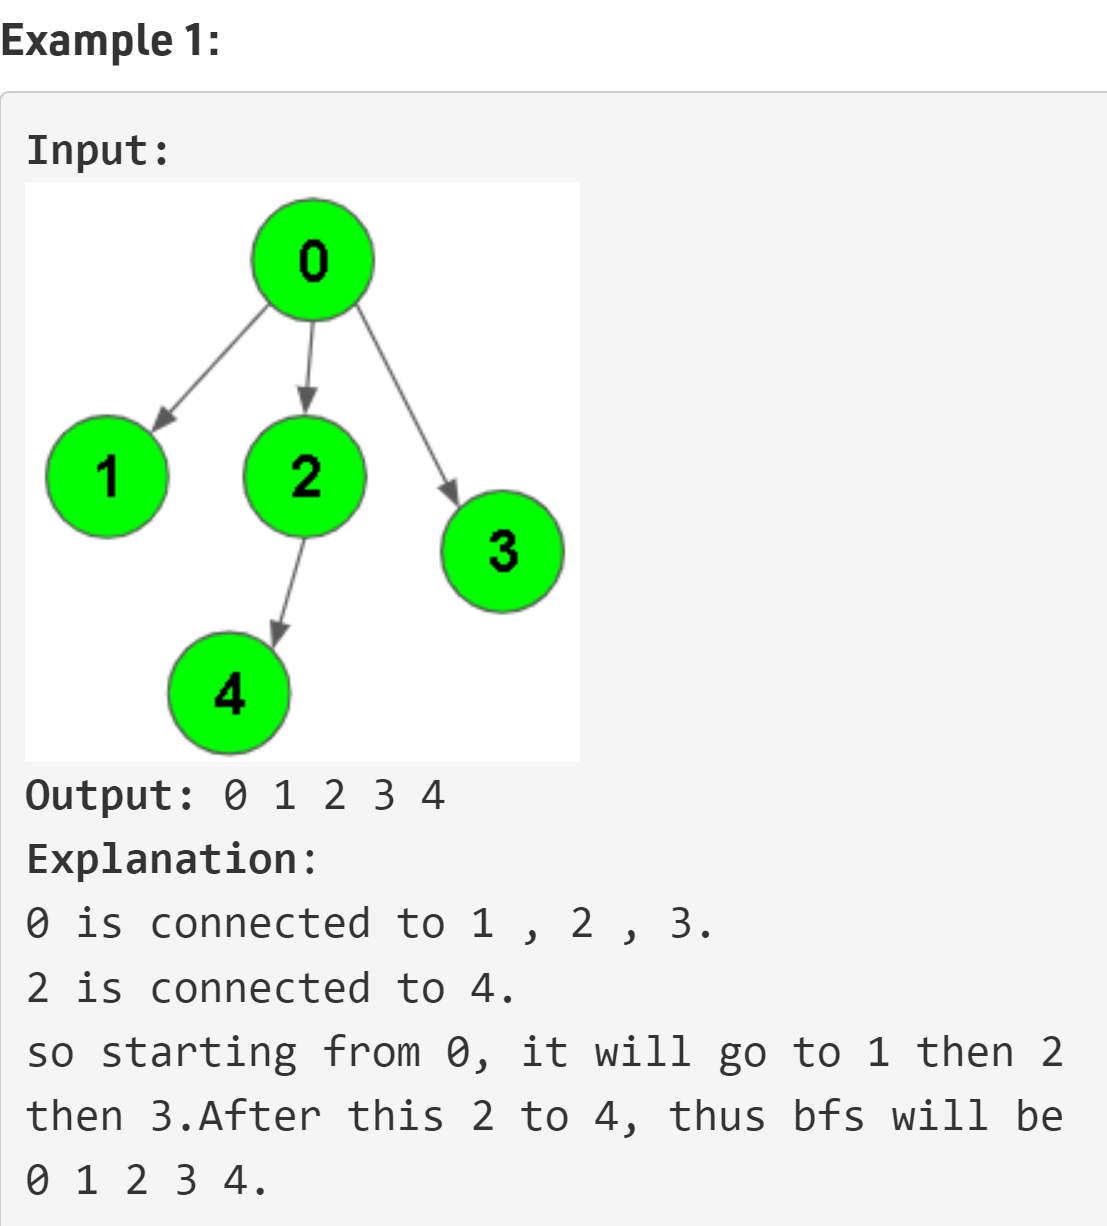 Example 1:
Input:
0
1
2
3
4
Output: 0 1 2 3 4
Explanation:
0 is connected to 1 , 2 , 3.
2 is connected to 4.
so starting from 0, it will go to 1 then 2
then 3.After this 2 to 4, thus bfs will be
0 1 2 3 4.